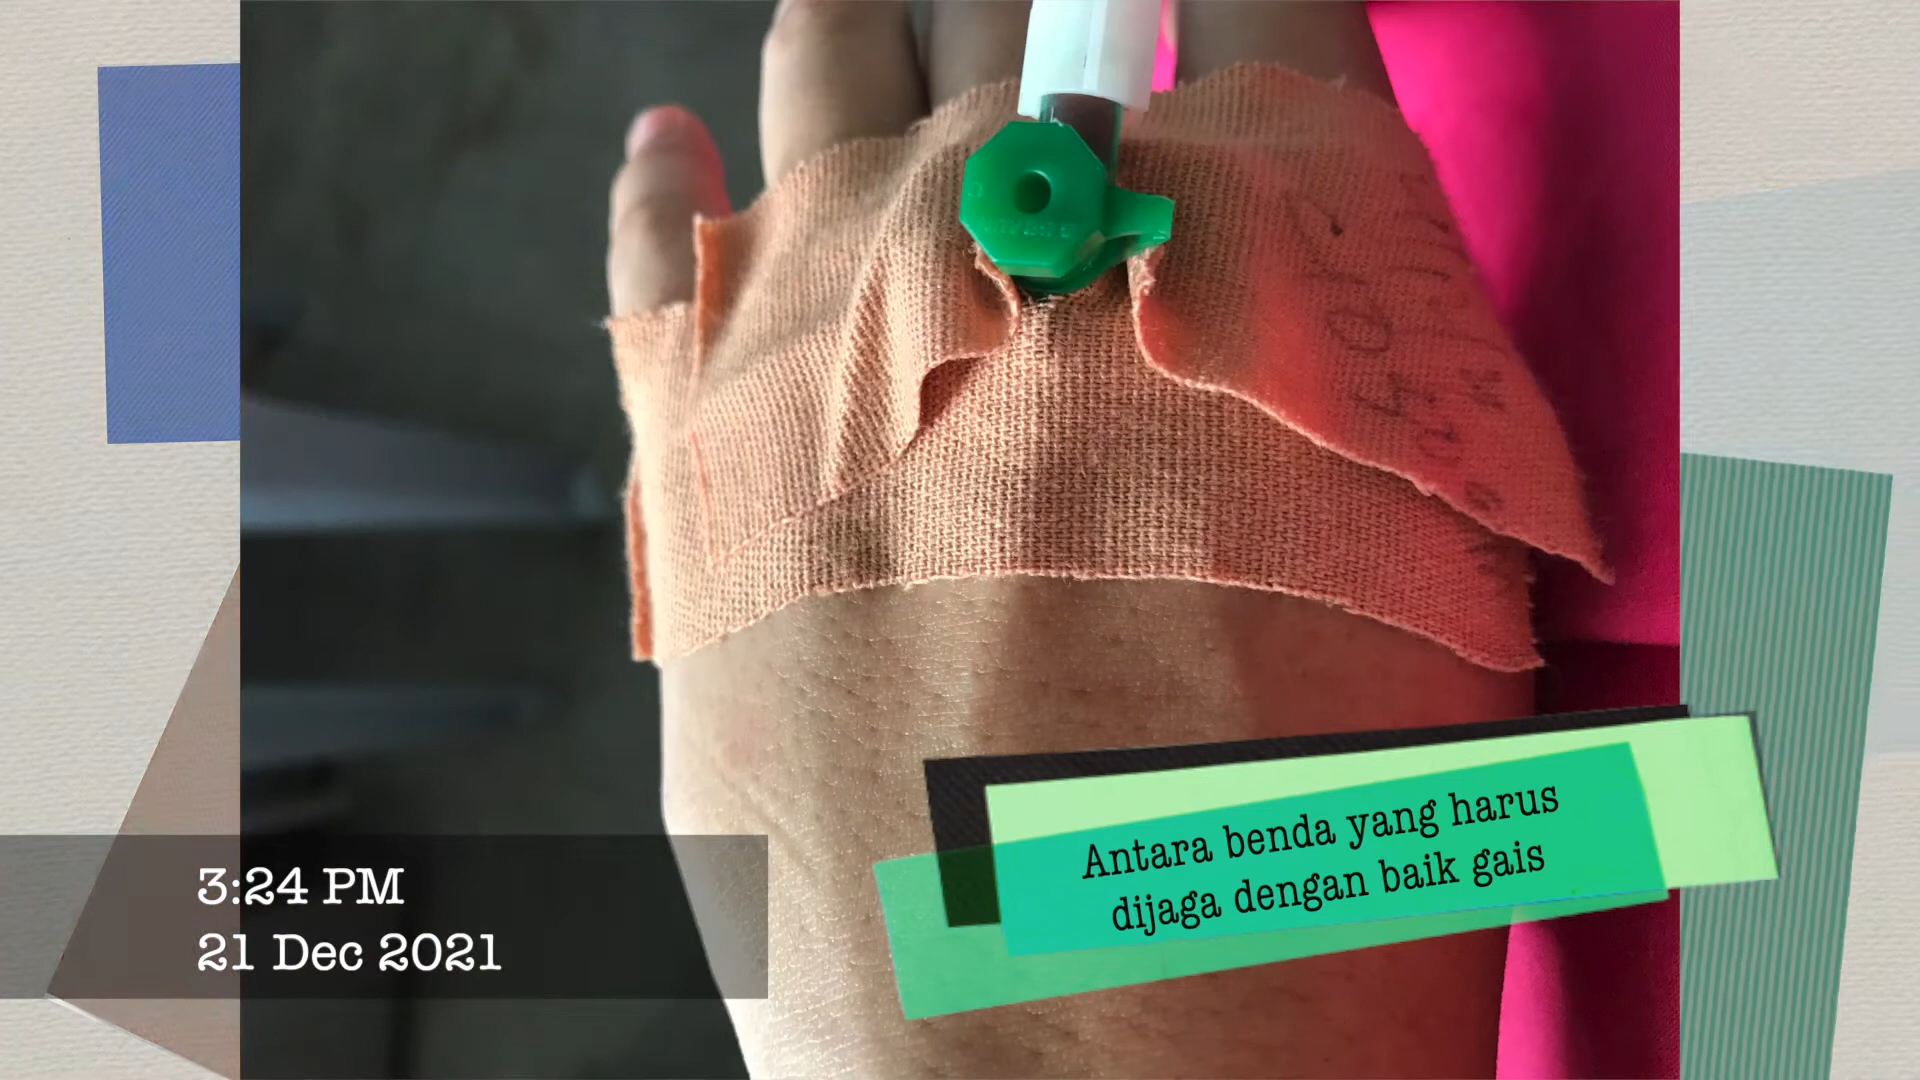 3:24 PM
21 Dec 2021
Antara benda yang harus
dijaga dengan baik gais